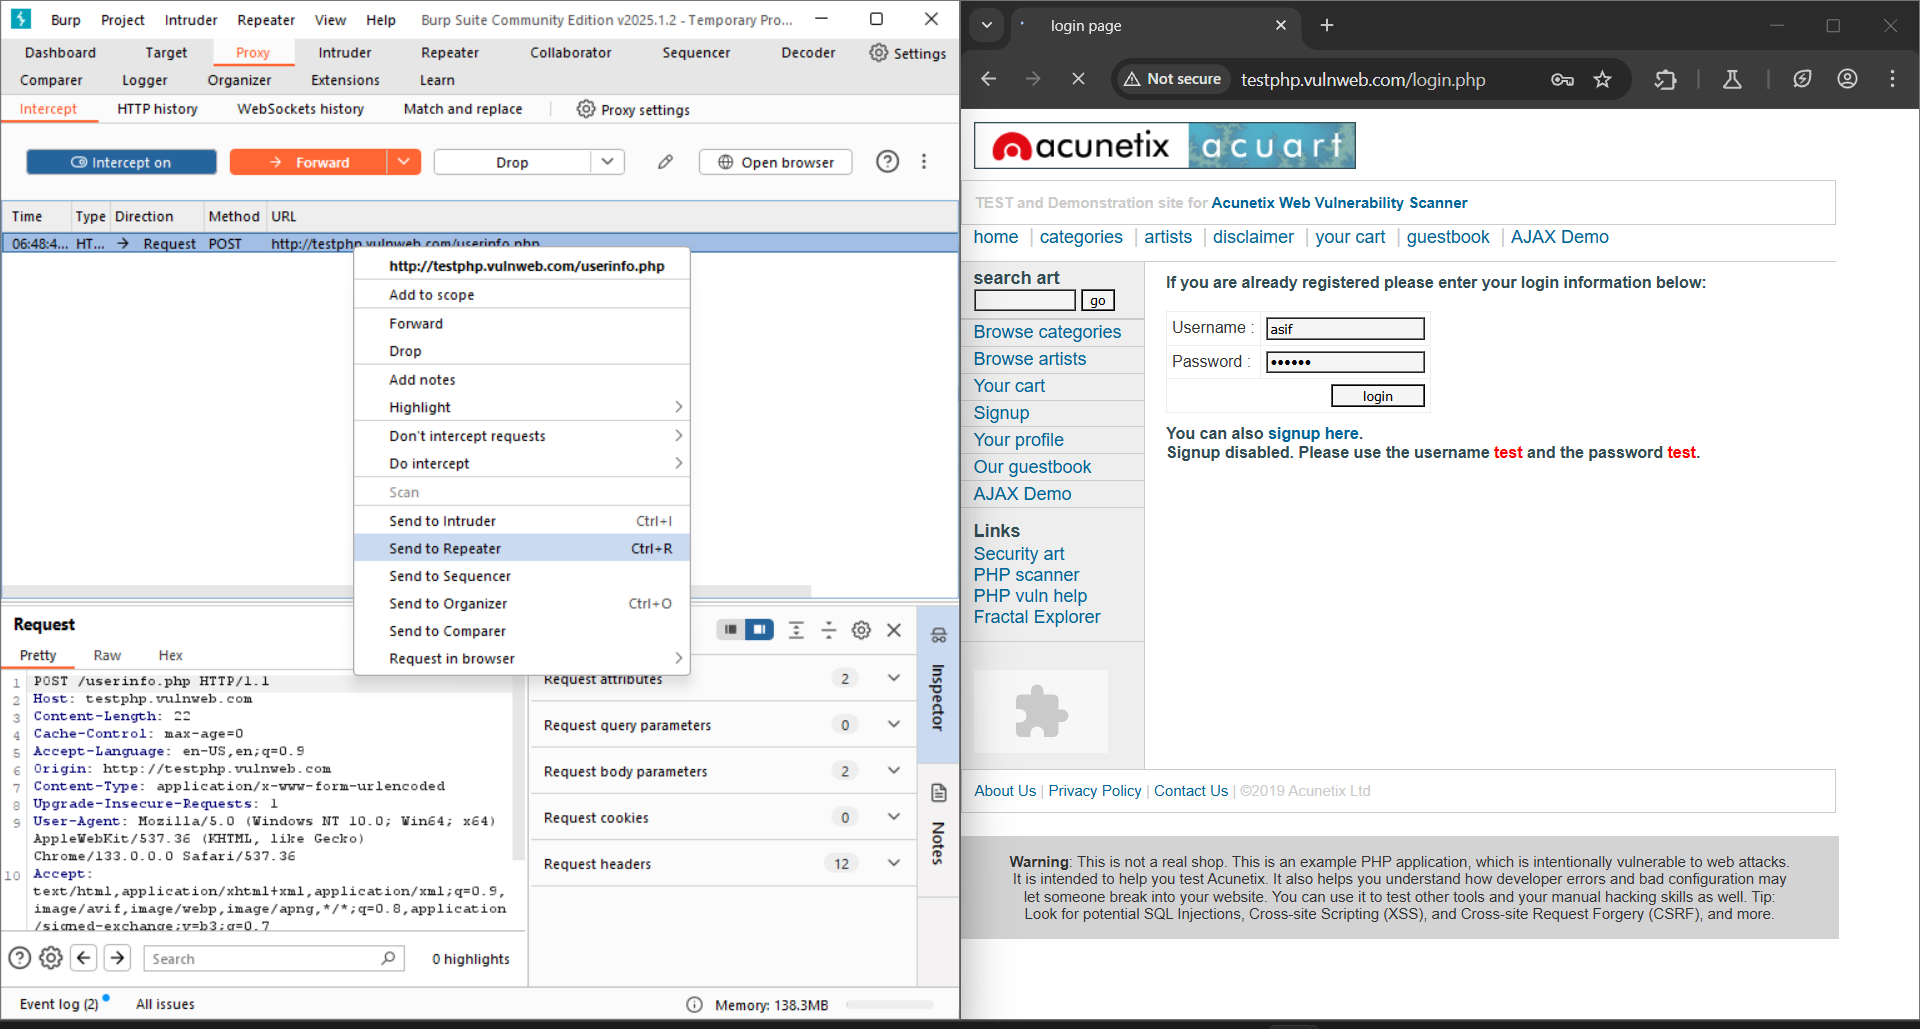 Burp Project Intruder Repeater View Help Burp Suite Community Edition v2025.1.2 - Temporary Pro...
Dashboard Target Proxy Intruder Repeater Collaborator Sequencer Decoder Settings
Comparer Logger Organizer Extensions Learn
Intercept HTTP history WebSockets history Match and replace Proxy settings
Intercept on Forward Drop Open browser
Time Type Direction Method URL
06:48:4... HT... Request POST http://testphp.vulnweb.com/userinfo.php
http://testphp.vulnweb.com/userinfo.php
Add to scope
Forward
Drop
Add notes
Highlight
Don't intercept requests
Do intercept
Scan
Send to Intruder Ctrl+I
Send to Repeater Ctrl+R
Send to Sequencer
Send to Organizer Ctrl+O
Send to Comparer
Request in browser
Request
Pretty Raw Hex
1 POST /userinfo.php HTTP/1.1
2 Host: testphp.vulnweb.com
3 Content-Length: 22
4 Cache-Control: max-age=0
5 Accept-Language: en-US,en;q=0.9
6 Origin: http://testphp.vulnweb.com
7 Content-Type: application/x-www-form-urlencoded
8 Upgrade-Insecure-Requests: 1
9 User-Agent: Mozilla/5.0 (Windows NT 10.0; Win64; x64)
AppleWebKit/537.36 (KHTML, like Gecko)
Chrome/133.0.0.0 Safari/537.36
10 Accept:
text/html,application/xhtml+xml,application/xml;q=0.9,
image/avif,image/webp,image/apng,*/*;q=0.8,application
/signed-exchange;v=b3;q=0.7
Request attributes 2
Request query parameters 0
Request body parameters 2
Request cookies 0
Request headers 12
Inspector
Notes
Search 0 highlights
Event log (2) All issues Memory: 138.3MB
login page
Not secure testphp.vulnweb.com/login.php
acunetix acuart
TEST and Demonstration site for Acunetix Web Vulnerability Scanner
home | categories | artists | disclaimer | your cart | guestbook | AJAX Demo
search art
go
Browse categories
Browse artists
Your cart
Signup
Your profile
Our guestbook
AJAX Demo
Links
Security art
PHP scanner
PHP vuln help
Fractal Explorer
If you are already registered please enter your login information below:
Username : asif
Password : ••••••
login
You can also signup here.
Signup disabled. Please use the username test and the password test.
About Us | Privacy Policy | Contact Us | ©2019 Acunetix Ltd
Warning: This is not a real shop. This is an example PHP application, which is intentionally vulnerable to web attacks.
It is intended to help you test Acunetix. It also helps you understand how developer errors and bad configuration may
let someone break into your website. You can use it to test other tools and your manual hacking skills as well. Tip:
Look for potential SQL Injections, Cross-site Scripting (XSS), and Cross-site Request Forgery (CSRF), and more.